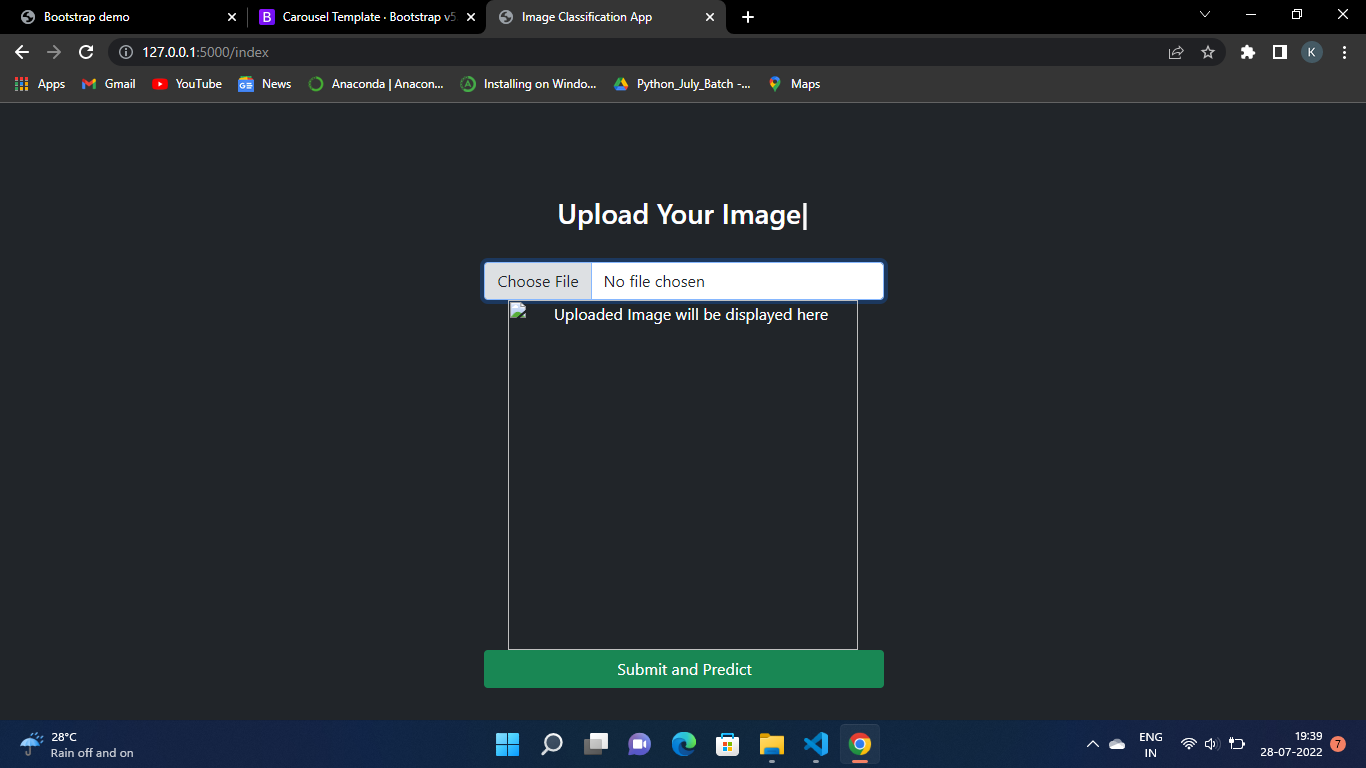 Bootstrap demo
Carousel Template · Bootstrap v5
Image Classification App
127.0.0.1:5000/index
K
Apps
Gmail
YouTube
News
Anaconda | Anacon...
Installing on Windo...
Python_July_Batch -...
Maps
Upload Your Image|
Choose File
No file chosen
Uploaded Image will be displayed here
Submit and Predict
28°C
Rain off and on
ENG
IN
19:39
28-07-2022
7